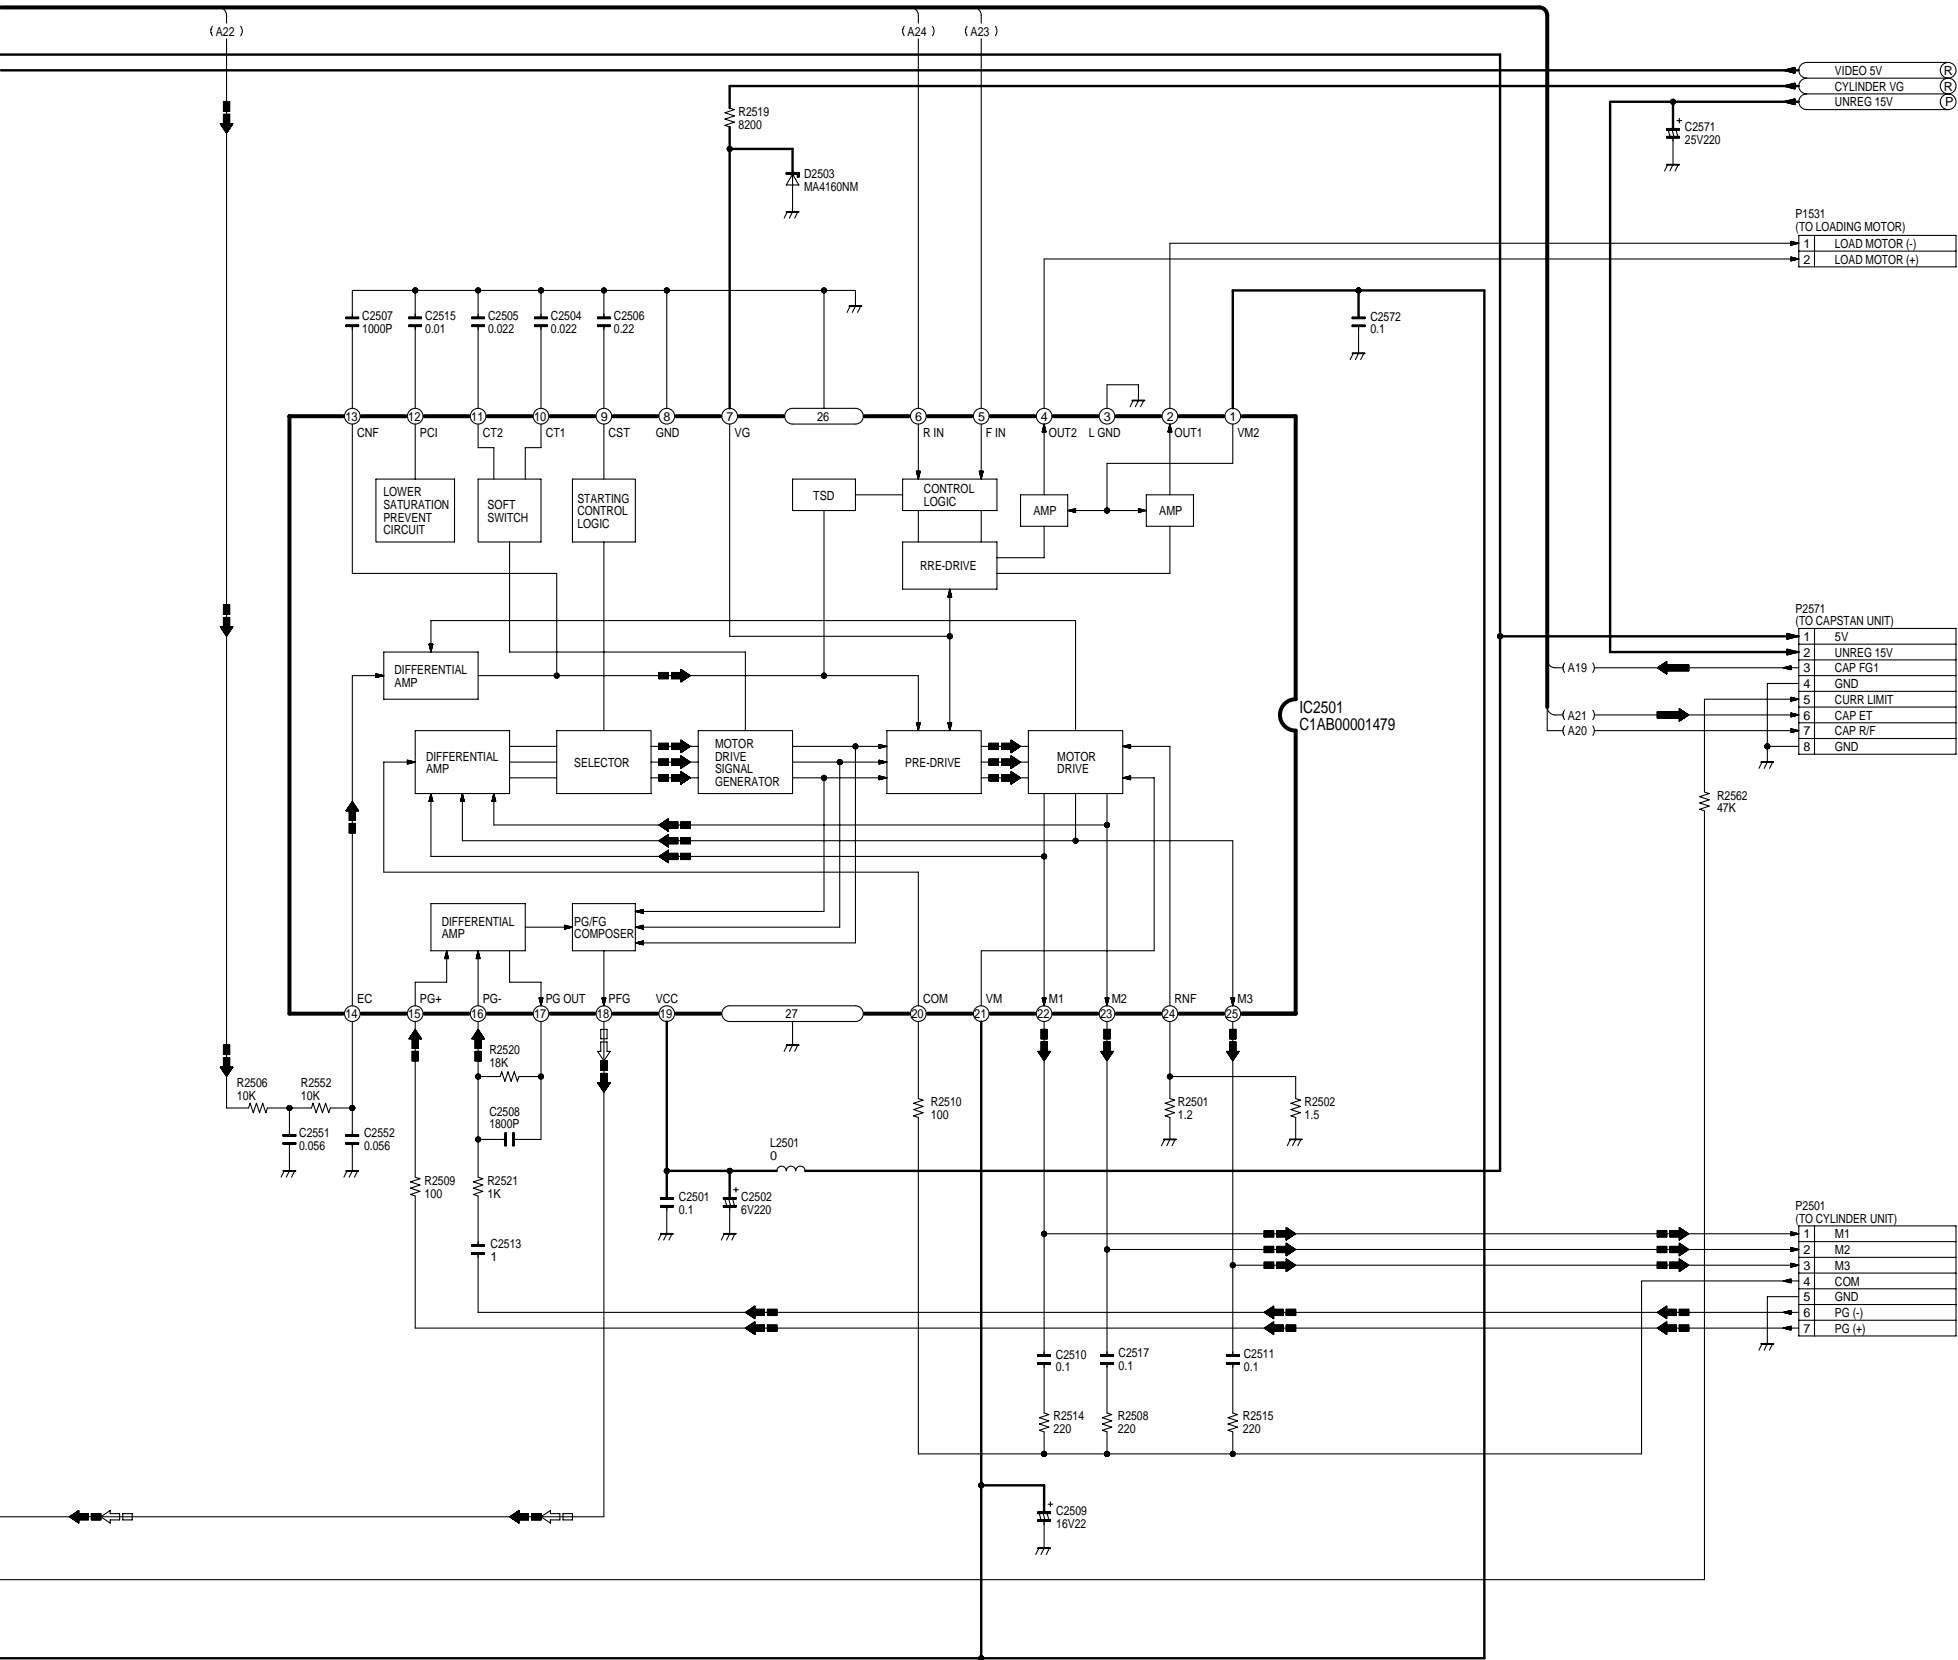 (A22)
(A24)
(A23)
VIDEO 5V
R
CYLINDER VG
R
UNREG 15V
P
R2519
8200
C2571
25V220
D2503
MA4160NM
P1531
(TO LOADING MOTOR)
1 LOAD MOTOR (-)
2 LOAD MOTOR (+)
C2507
1000P
C2515
0.01
C2505
0.022
C2504
0.022
C2506
0.22
C2572
0.1
13
12
11
10
9
8
7
26
6
5
4
3
2
1
CNF
PCI
CT2
CT1
CST
GND
VG
R IN
F IN
OUT2
L GND
OUT1
VM2
LOWER
SATURATION
PREVENT
CIRCUIT
SOFT
SWITCH
STARTING
CONTROL
LOGIC
TSD
CONTROL
LOGIC
AMP
AMP
RRE-DRIVE
DIFFERENTIAL
AMP
P2571
(TO CAPSTAN UNIT)
1 5V
2 UNREG 15V
3 CAP FG1
4 GND
5 CURR LIMIT
6 CAP ET
7 CAP R/F
8 GND
(A19)
(A21)
(A20)
IC2501
C1AB00001479
DIFFERENTIAL
AMP
SELECTOR
MOTOR
DRIVE
SIGNAL
GENERATOR
PRE-DRIVE
MOTOR
DRIVE
R2562
47K
DIFFERENTIAL
AMP
PG/FG
COMPOSER
EC
PG+
PG-
PG OUT
PFG
VCC
COM
VM
M1
M2
RNF
M3
14
15
16
17
18
19
27
20
21
22
23
24
25
R2520
18K
R2506
10K
R2552
10K
C2508
1800P
R2510
100
R2501
1.2
R2502
1.5
C2551
0.056
C2552
0.056
L2501
0
R2509
100
R2521
1K
C2501
0.1
C2502
6V220
C2513
1
P2501
(TO CYLINDER UNIT)
1 M1
2 M2
3 M3
4 COM
5 GND
6 PG (-)
7 PG (+)
C2510
0.1
C2517
0.1
C2511
0.1
R2514
220
R2508
220
R2515
220
C2509
16V22